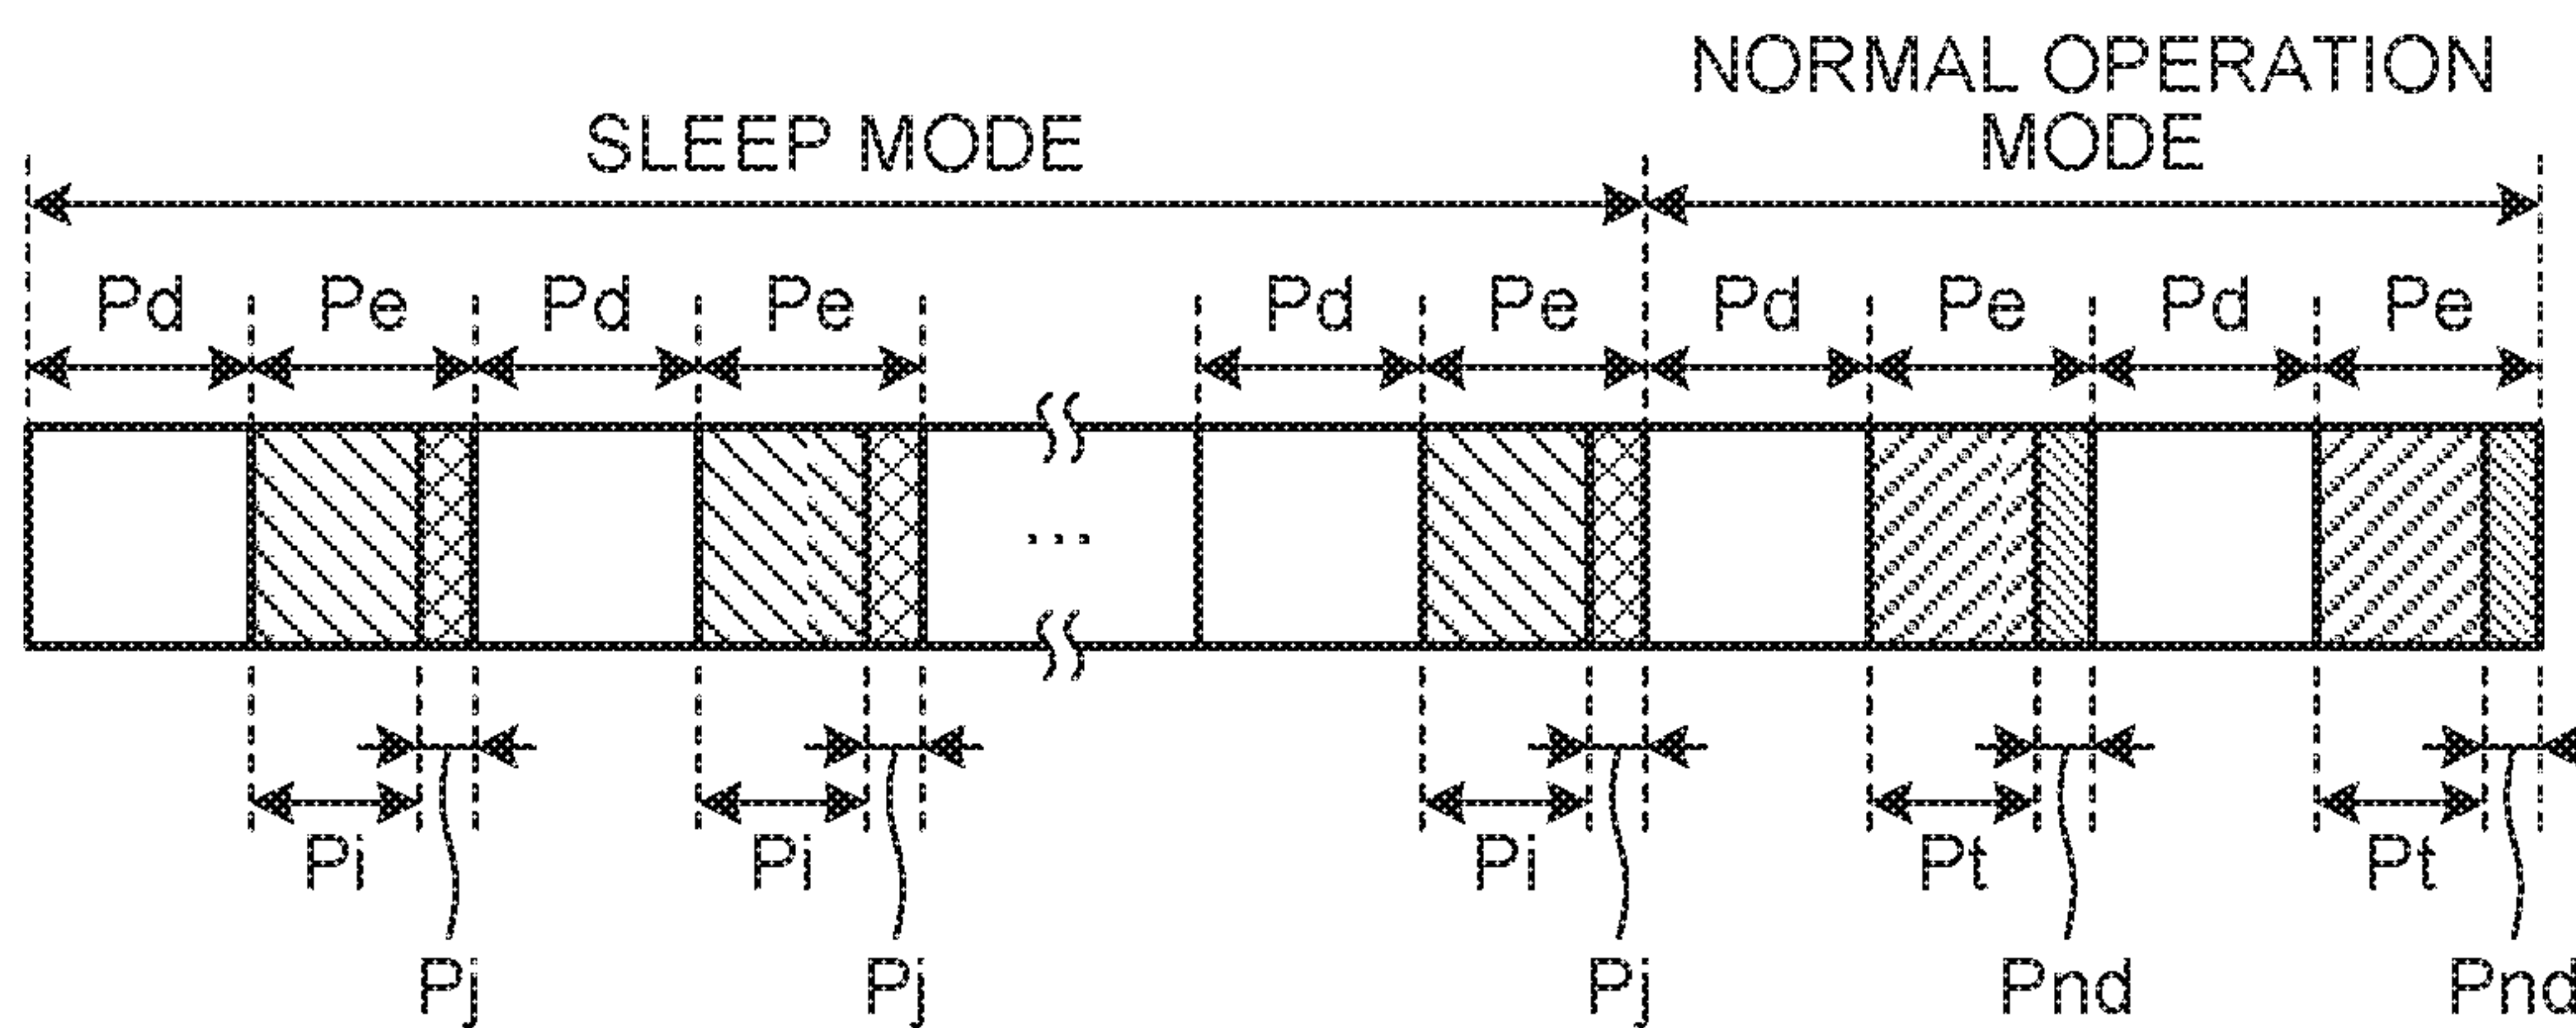 NORMAL OPERATION
SLEEP MODE MODE
Pd Pe Pd Pe Pd Pe Pd Pe Pd Pe
...
Pi Pi Pi Pt Pt
Pj Pj Pj Pnd Pnd